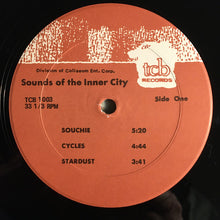 Division of Coliseum Ent. Corp.
tcb
RECORDS
Sounds of the Inner City
TCB 1003
33 1/3 RPM
Side One
SOUCHIE 5:20
CYCLES 4:44
STARDUST 3:41